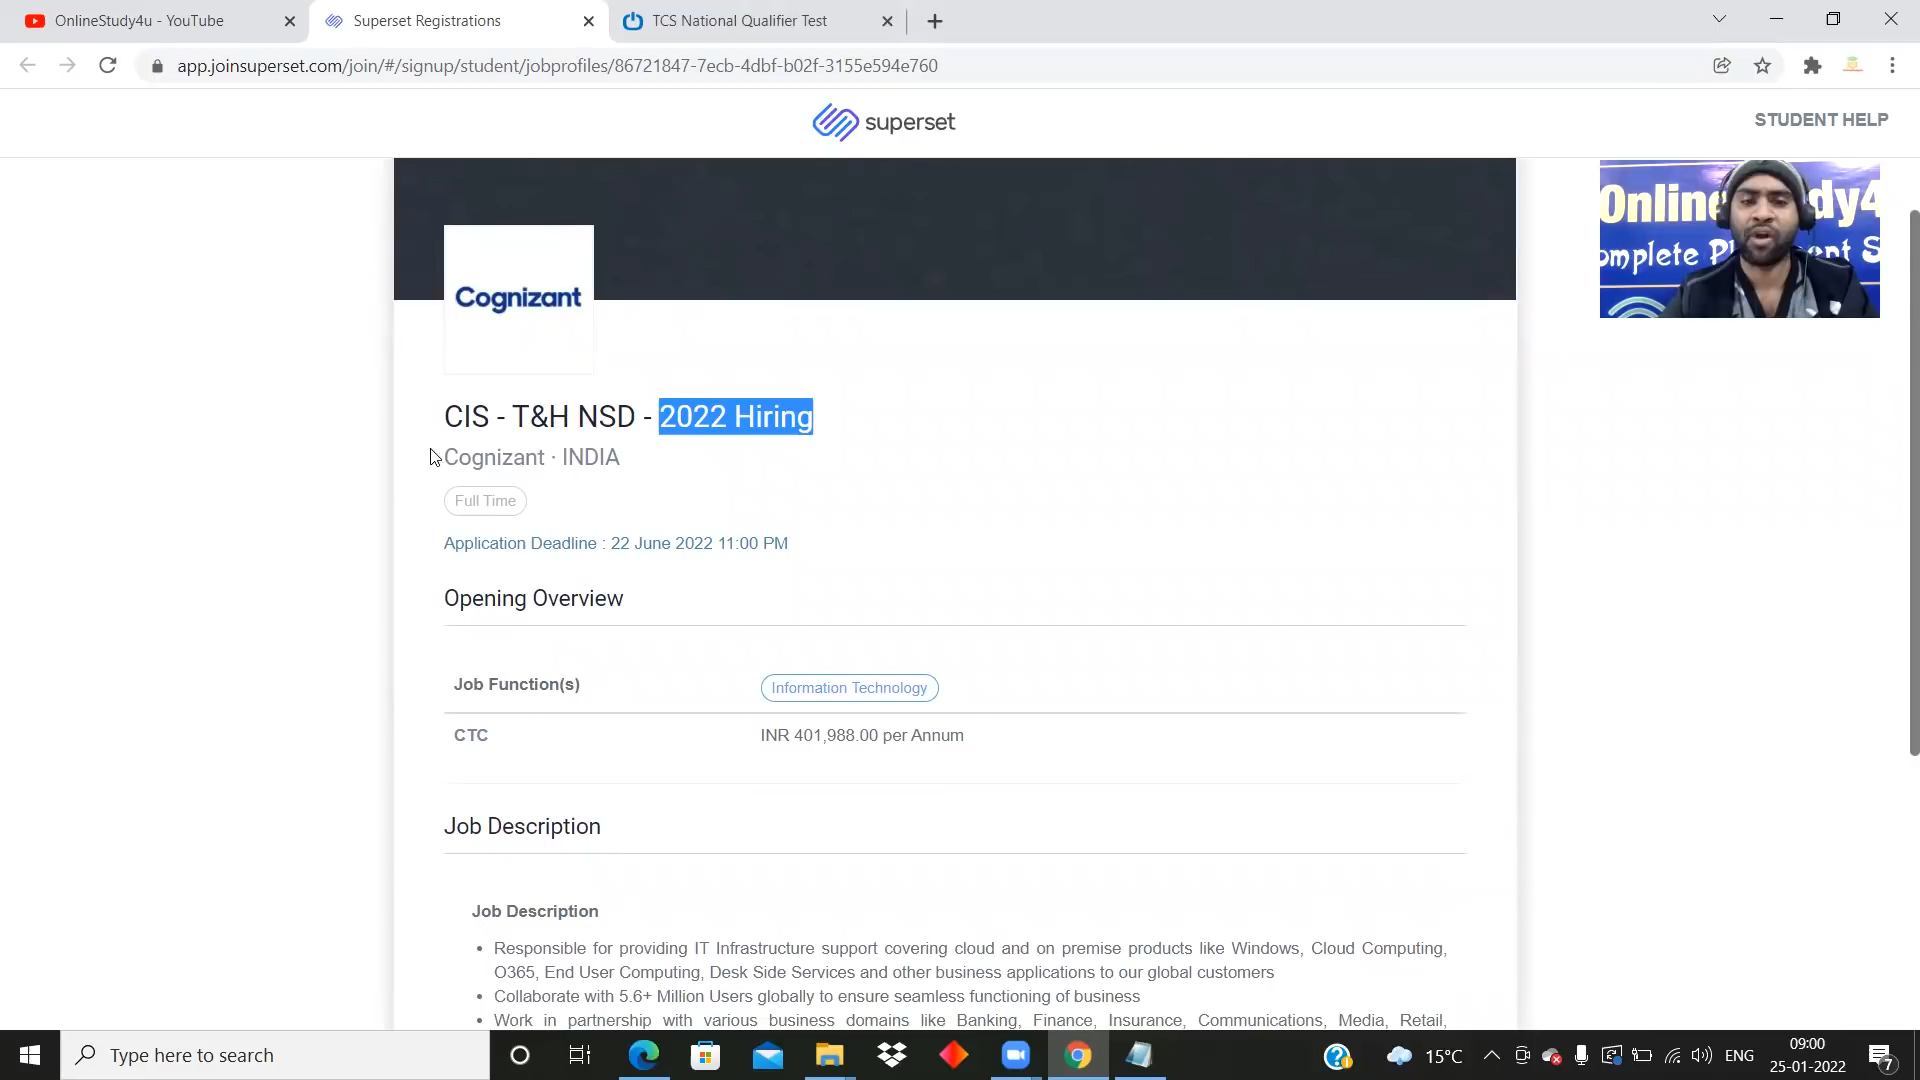 OnlineStudy4u - YouTube
Superset Registrations
TCS National Qualifier Test
app.joinsuperset.com/join/#/signup/student/jobprofiles/86721847-7ecb-4dbf-b02f-3155e594e760
superset
STUDENT HELP
Cognizant
CIS - T&H NSD - 2022 Hiring
Cognizant · INDIA
Full Time
Application Deadline : 22 June 2022 11:00 PM
Opening Overview
Job Function(s)
Information Technology
CTC
INR 401,988.00 per Annum
Job Description
Job Description
• Responsible for providing IT Infrastructure support covering cloud and on premise products like Windows, Cloud Computing,
O365, End User Computing, Desk Side Services and other business applications to our global customers
• Collaborate with 5.6+ Million Users globally to ensure seamless functioning of business
• Work in partnership with various business domains like Banking, Finance, Insurance, Communications, Media, Retail,
Type here to search
15°C
ENG
09:00
25-01-2022
7